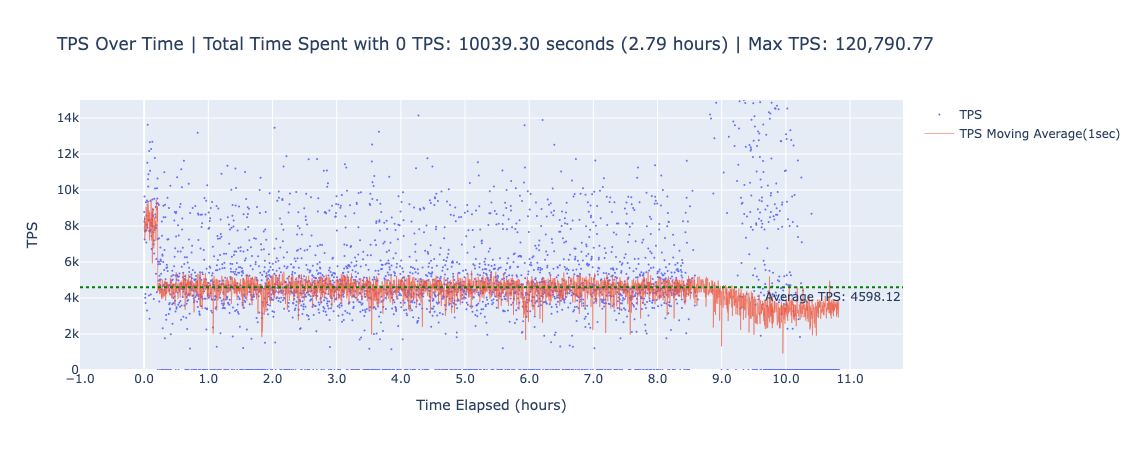 TPS Over Time | Total Time Spent with 0 TPS: 10039.30 seconds (2.79 hours) | Max TPS: 120,790.77
TPS
TPS Moving Average(1sec)
14k
12k
10k
8k
6k
4k
2k
0
TPS
Average TPS: 4598.12
−1.0 0.0 1.0 2.0 3.0 4.0 5.0 6.0 7.0 8.0 9.0 10.0 11.0
Time Elapsed (hours)